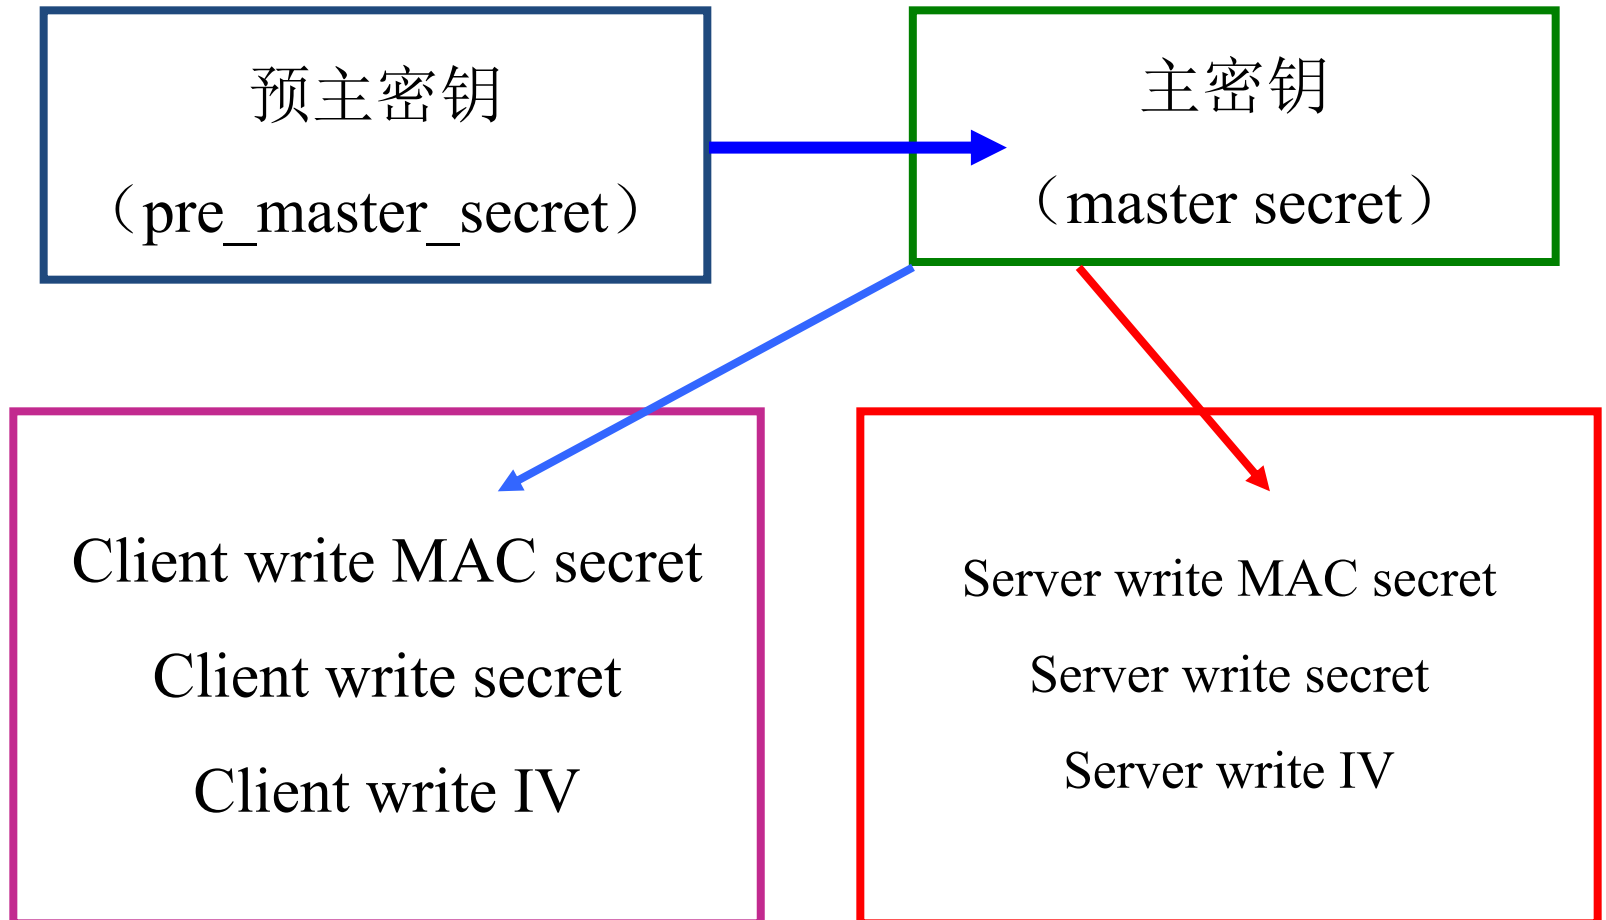 预主密钥
（pre_master_secret）
主密钥
（master secret）
Client write MAC secret
Client write secret
Client write IV
Server write MAC secret
Server write secret
Server write IV